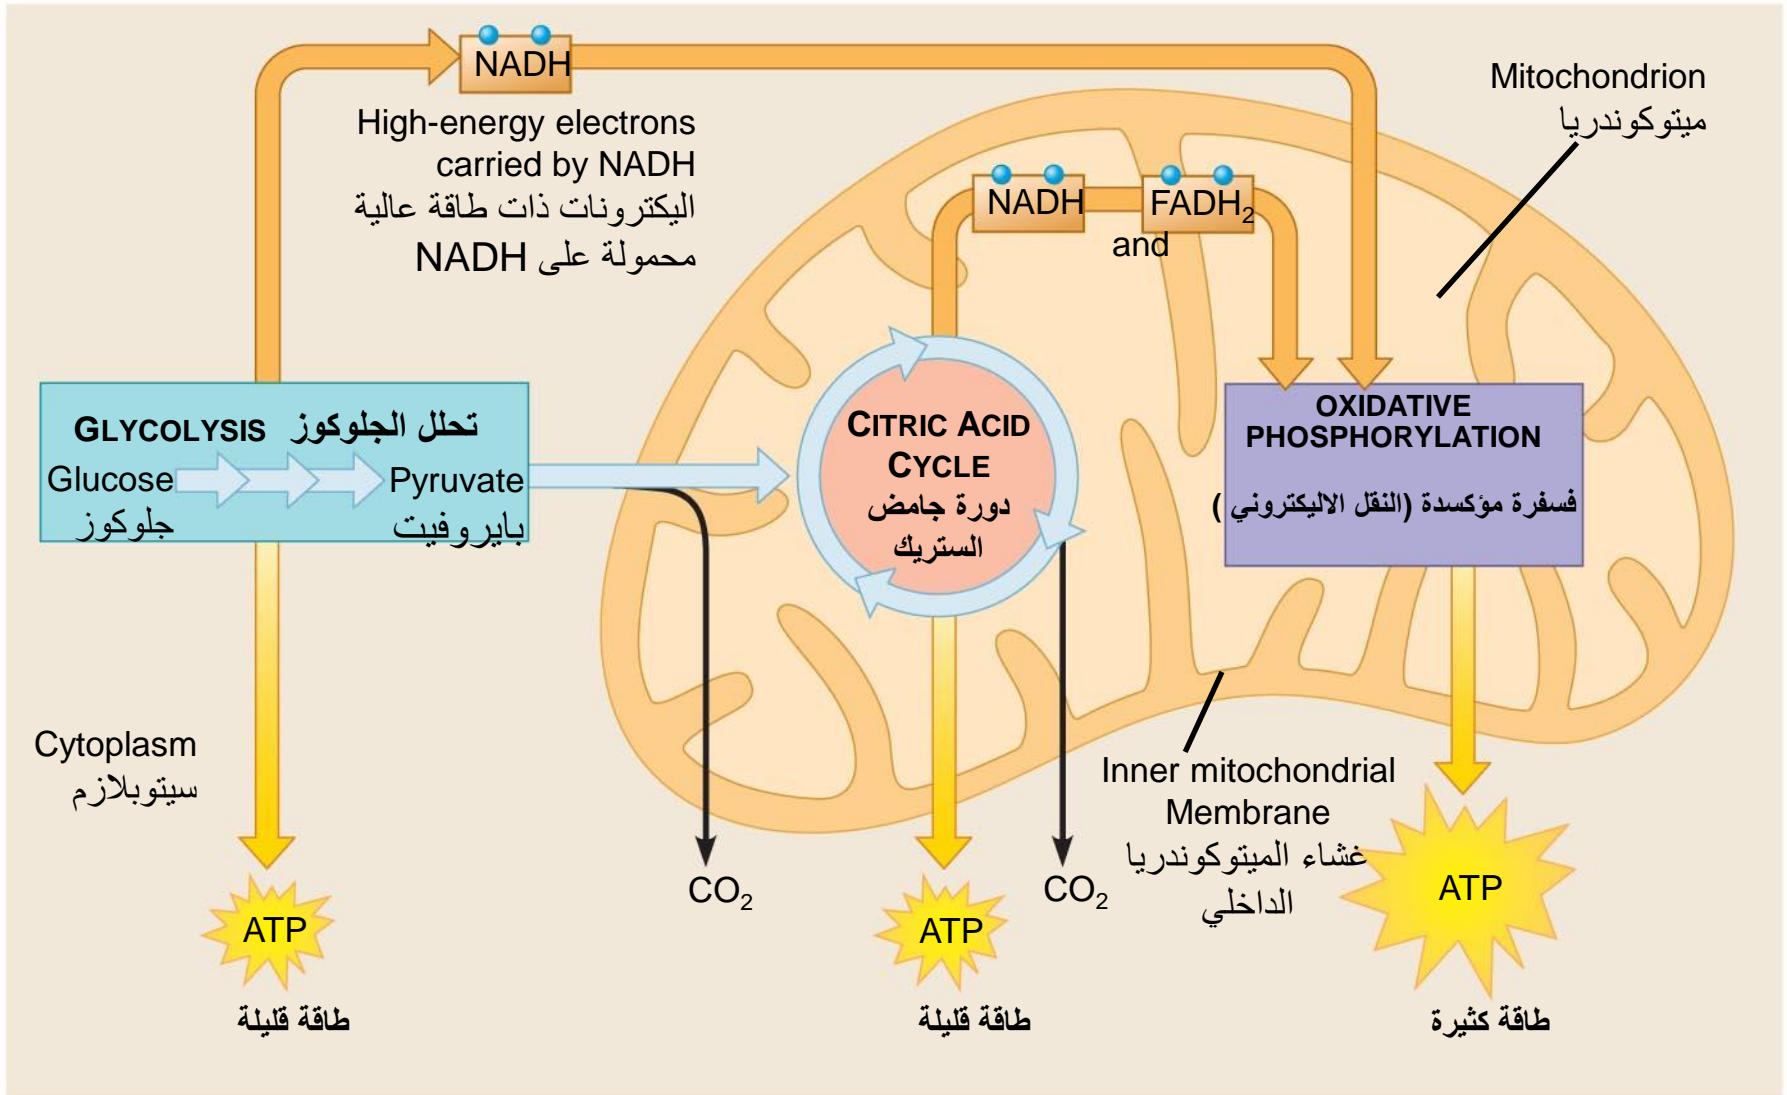 NADH
High-energy electrons
carried by NADH
اليكترونات ذات طاقة عالية
محمولة على NADH
Mitochondrion
ميتوكوندريا
NADH
FADH2
and
GLYCOLYSIS تحلل الجلوكوز
Glucose
جلوكوز
Pyruvate
بايروفيت
CITRIC ACID
CYCLE
دورة جامض
الستريك
OXIDATIVE
PHOSPHORYLATION
فسفرة مؤكسدة (النقل الاليكتروني )
Cytoplasm
سيتوبلازم
Inner mitochondrial
Membrane
غشاء الميتوكوندريا
الداخلي
CO2
CO2
ATP
ATP
ATP
طاقة قليلة
طاقة قليلة
طاقة كثيرة